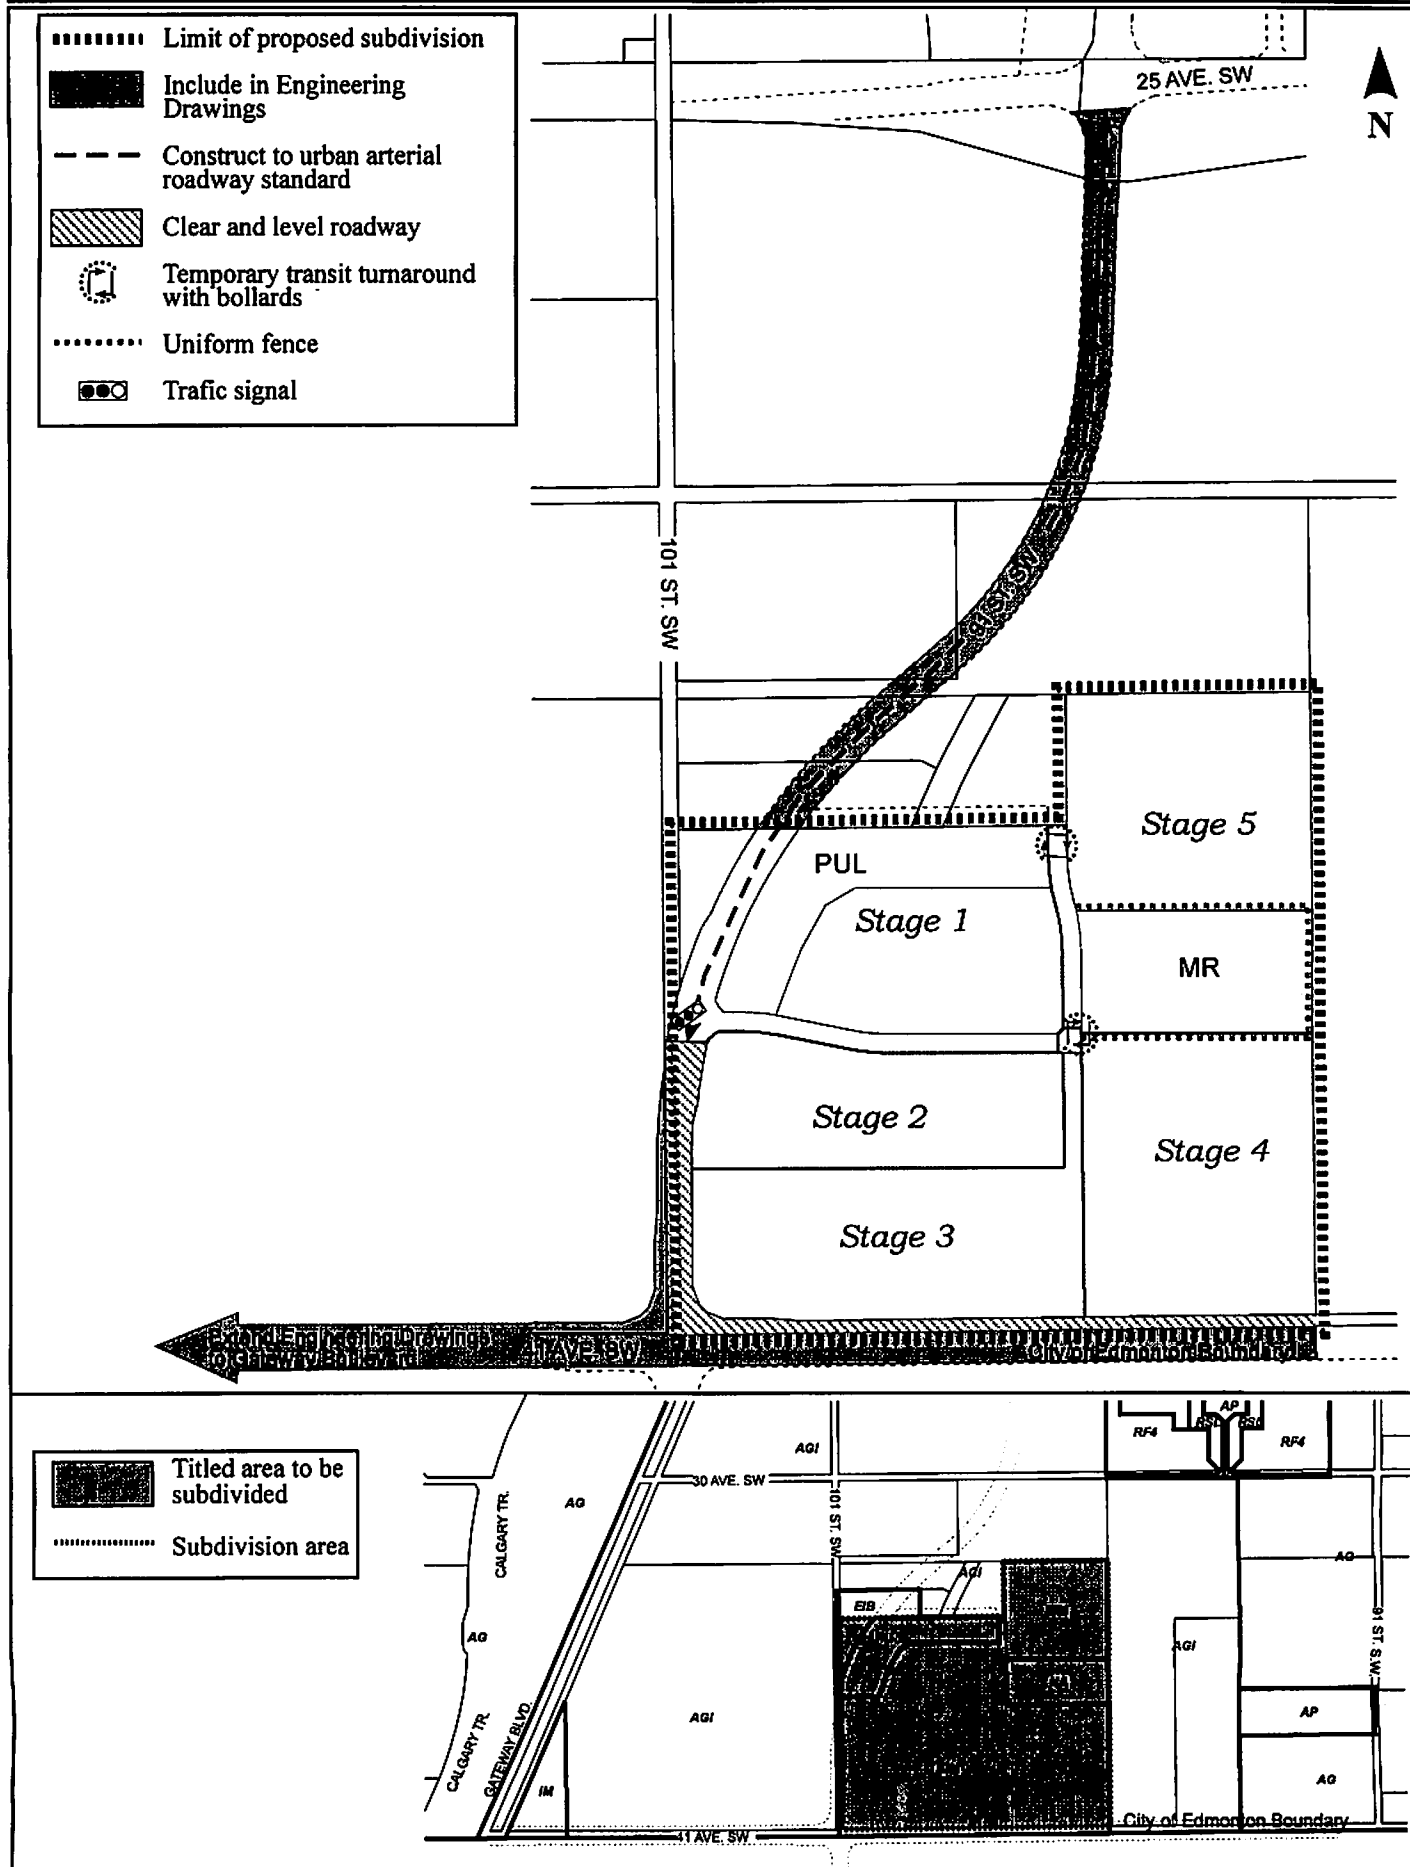 Limit of proposed subdivision
Include in Engineering
Drawings
Construct to urban arterial
roadway standard
Clear and level roadway
Temporary transit turnaround
with bollards
Uniform fence
Trafic signal
25 AVE. SW
N
101 ST. SW
91 ST. SW
Stage 5
PUL
Stage 1
MR
Stage 2
Stage 4
Stage 3
Extend Engineering Drawings
to Gateway Boulevard
41 AVE. SW
City of Edmonton Boundary
Titled area to be
subdivided
Subdivision area
AP
RSL
RSL
RF4
RF4
AGI
30 AVE. SW
AG
CALGARY TR.
101 ST. SW
AG
AGI
EIB
AG
91 ST. S.W.
AGI
AGI
AP
CALGARY TR.
GATEWAY BLVD.
IM
AG
City of Edmonton Boundary
41 AVE. SW